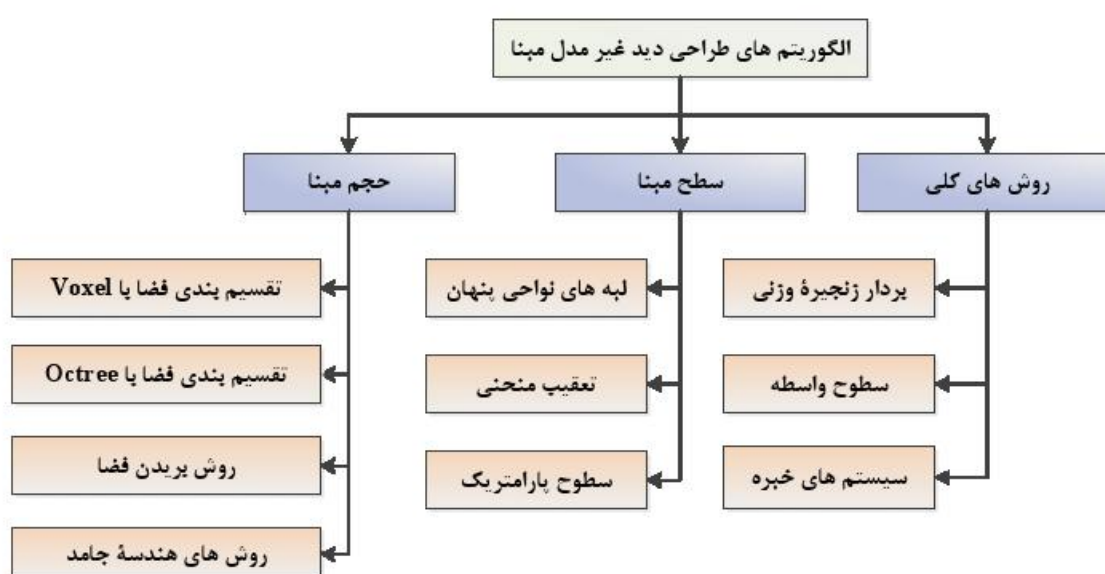 الگوریتم های طراحی دید غیر مدل مبنا
روش های کلی
سطح مبنا
حجم مبنا
بردار زنجیرهٔ وزنی
سطوح واسطه
سیستم های خبره
لبه های نواحی پنهان
تعقیب منحنی
سطوح پارامتریک
تقسیم بندی فضا با Voxel
تقسیم بندی فضا با Octree
روش بریدن فضا
روش های هندسهٔ جامد